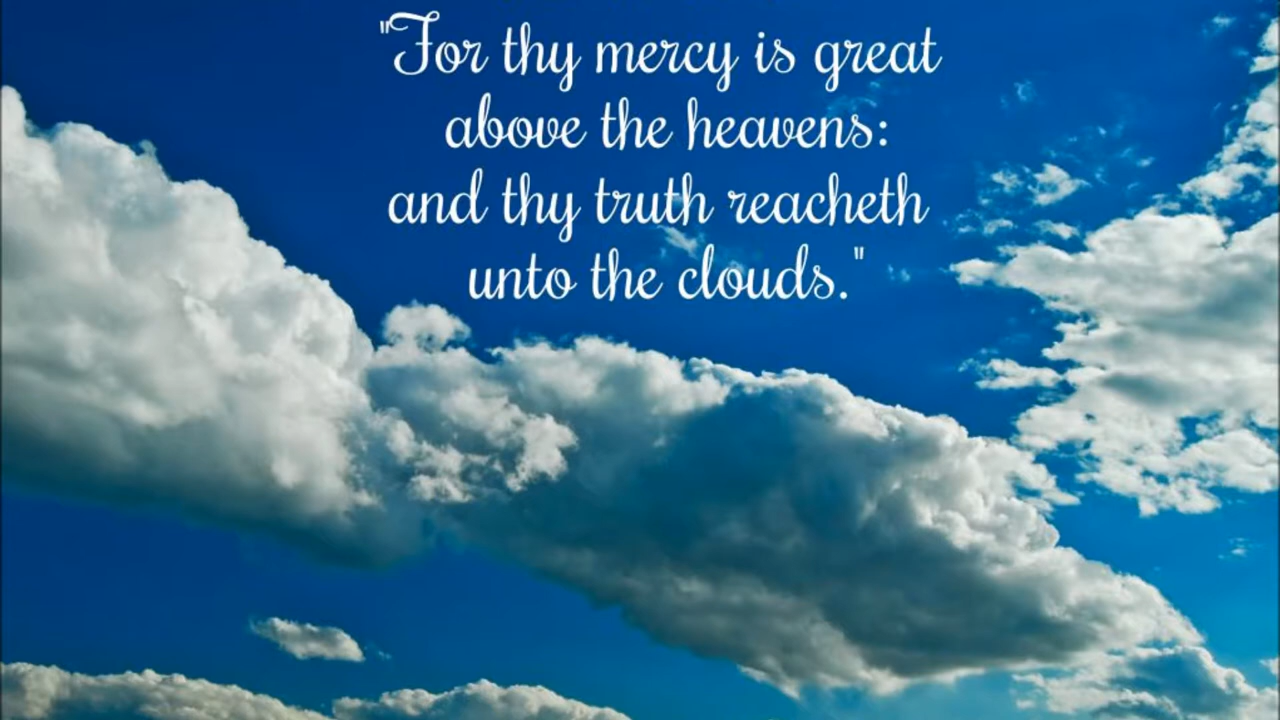 "For thy mercy is great
above the heavens:
and thy truth reacheth
unto the clouds."